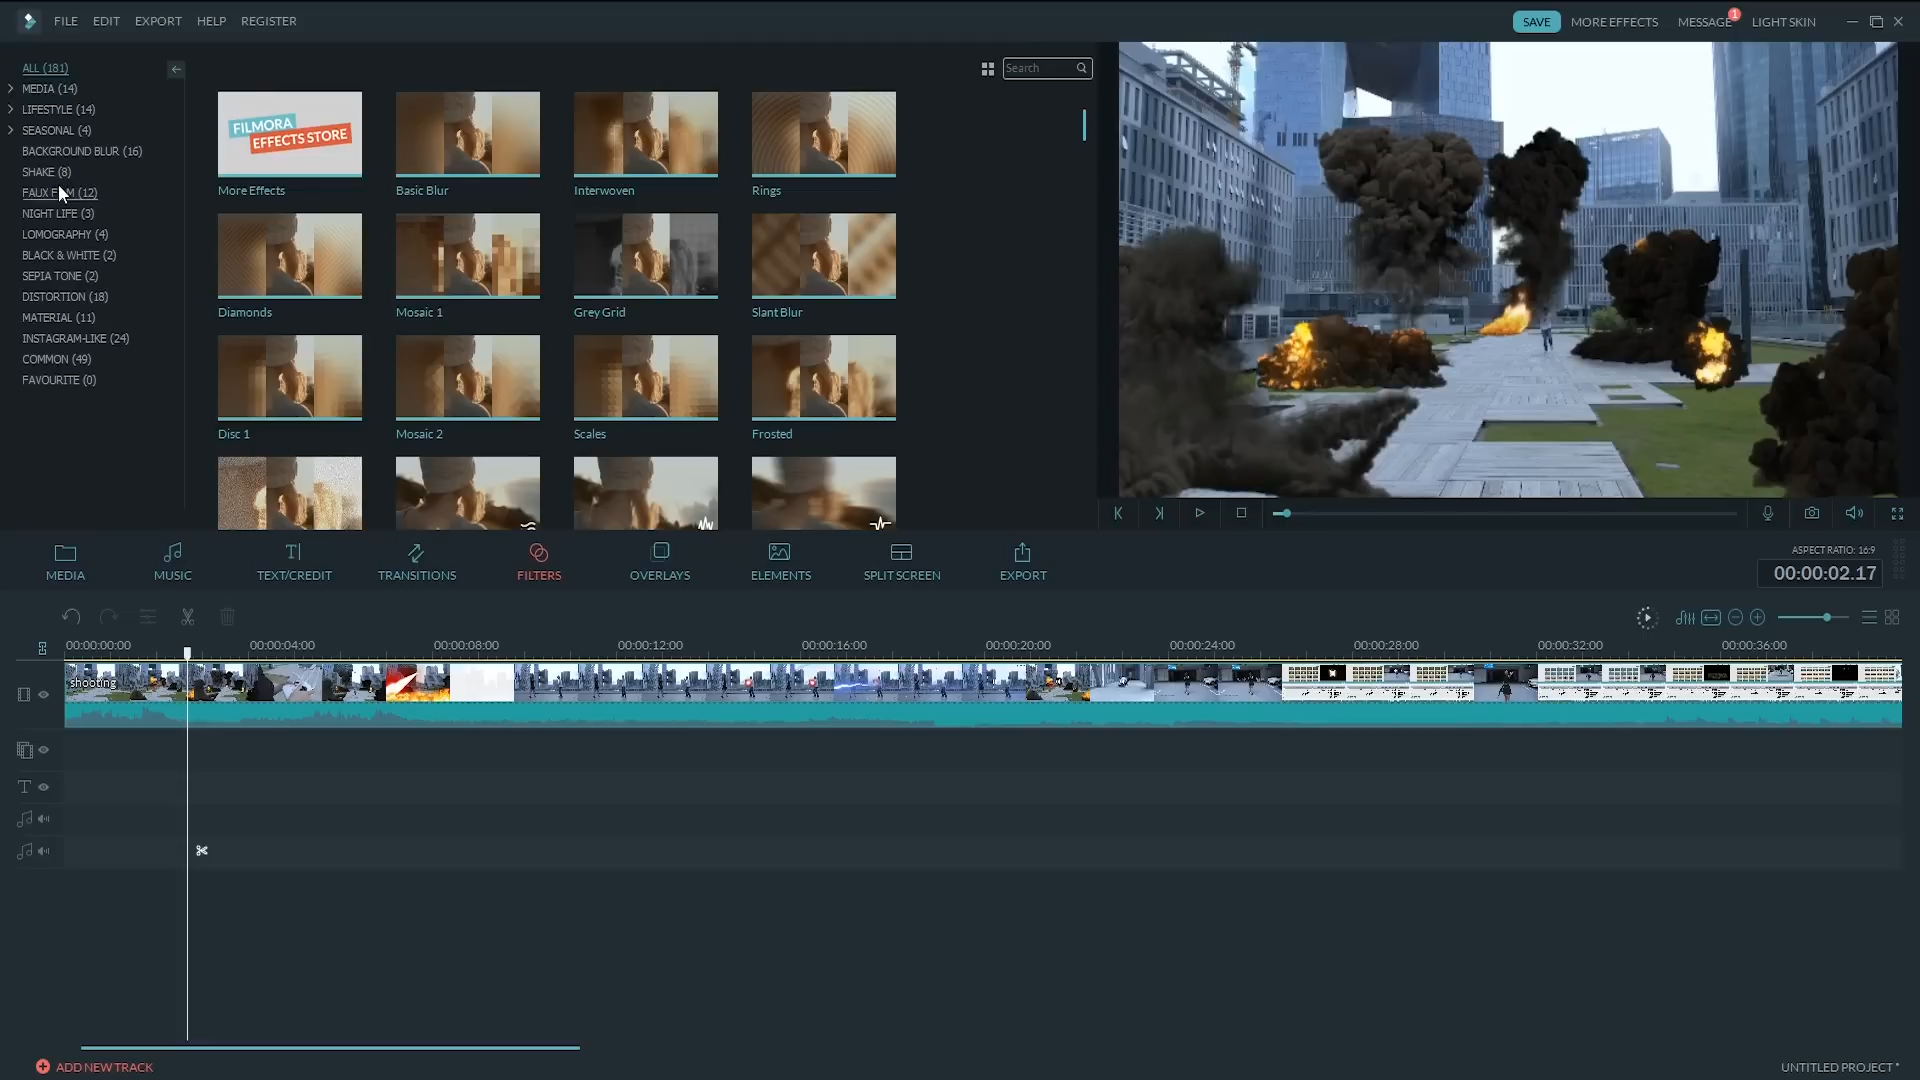 FILE EDIT EXPORT HELP REGISTER
SAVE MORE EFFECTS MESSAGE 1 LIGHT SKIN
ALL (181)
MEDIA (14)
LIFESTYLE (14)
SEASONAL (4)
BACKGROUND BLUR (16)
SHAKE (8)
FAUX FILM (12)
NIGHT LIFE (3)
LOMOGRAPHY (4)
BLACK & WHITE (2)
SEPIA TONE (2)
DISTORTION (18)
MATERIAL (11)
INSTAGRAM-LIKE (24)
COMMON (49)
FAVOURITE (0)
Search
FILMORA
EFFECTS STORE
More Effects Basic Blur Interwoven Rings
Diamonds Mosaic 1 Grey Grid Slant Blur
Disc 1 Mosaic 2 Scales Frosted
MEDIA MUSIC TEXT/CREDIT TRANSITIONS FILTERS OVERLAYS ELEMENTS SPLIT SCREEN EXPORT
ASPECT RATIO: 16:9
00:00:02.17
00:00:00:00 00:00:04:00 00:00:08:00 00:00:12:00 00:00:16:00 00:00:20:00 00:00:24:00 00:00:28:00 00:00:32:00 00:00:36:00
shooting
ADD NEW TRACK
UNTITLED PROJECT *